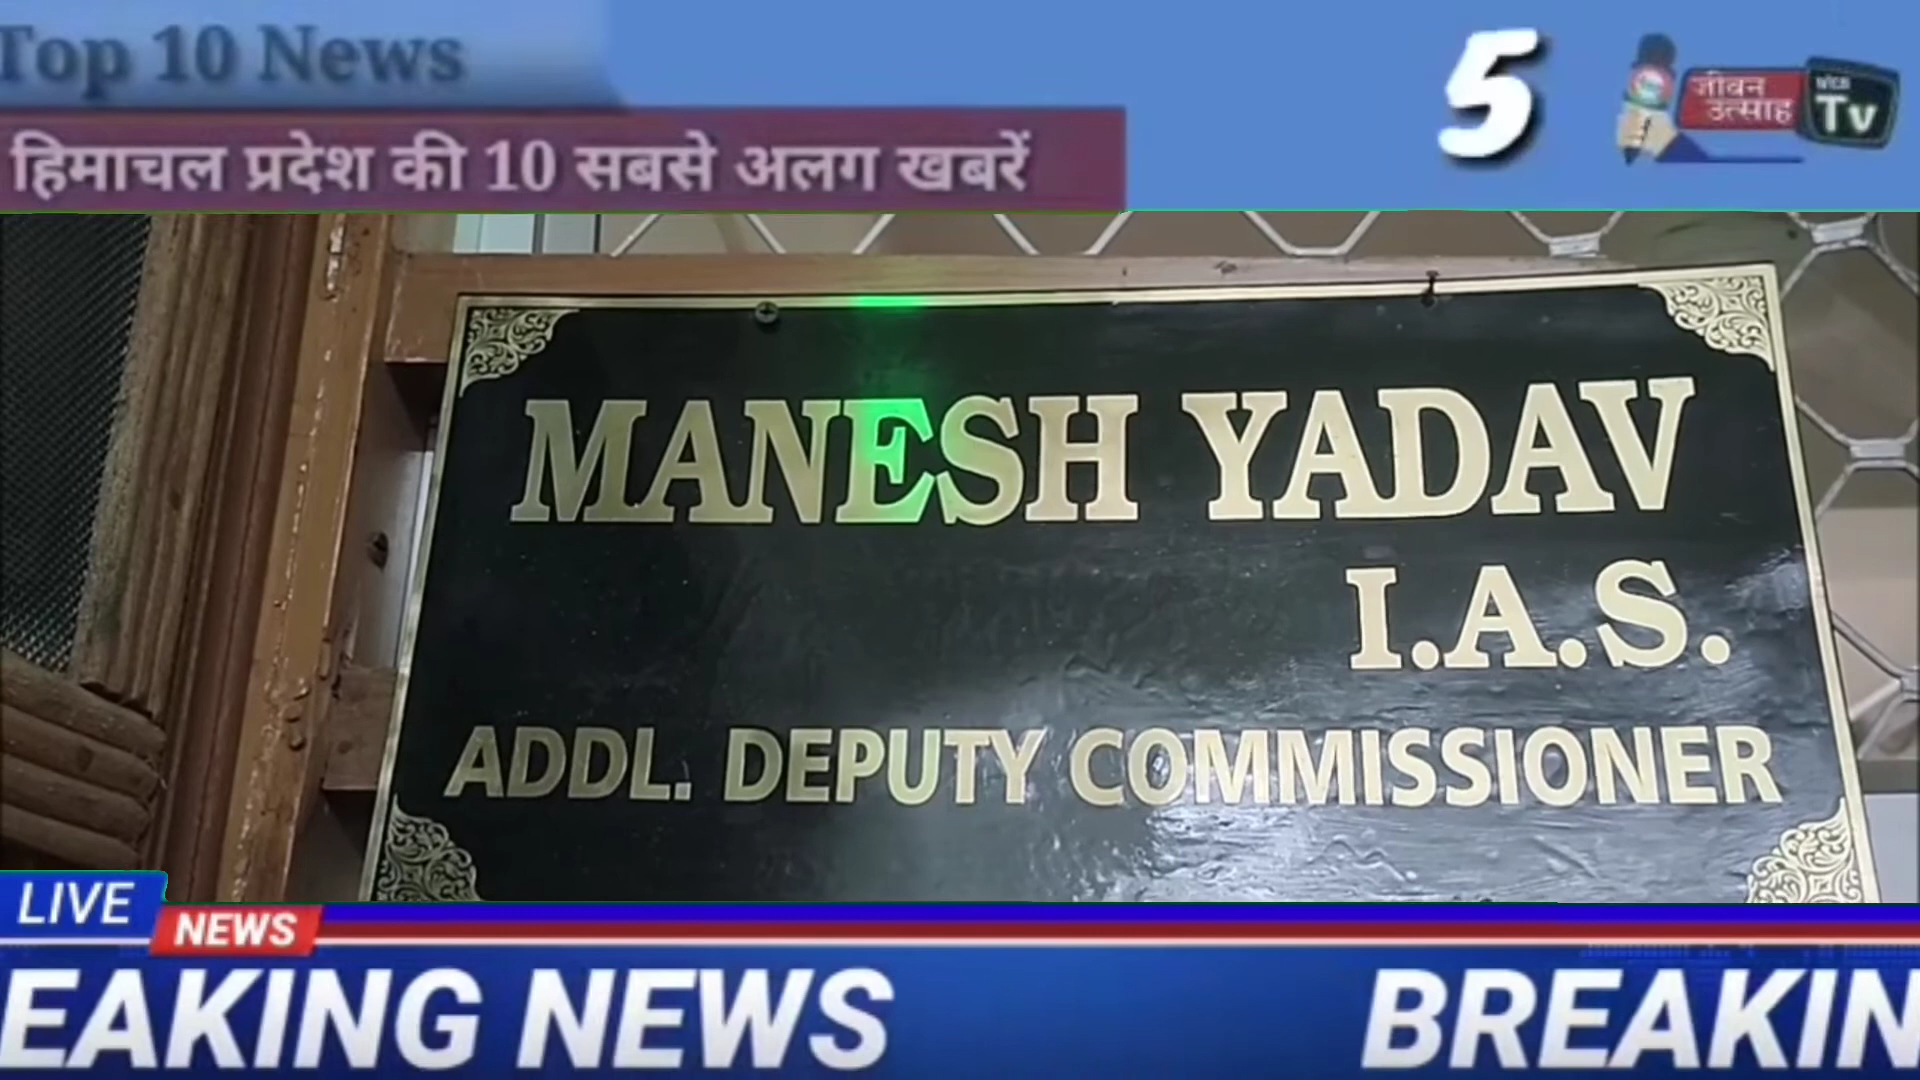 Top 10 News
5
जीवन
उत्साह
WEB
Tv
हिमाचल प्रदेश की 10 सबसे अलग खबरें
MANESH YADAV
I.A.S.
ADDL. DEPUTY COMMISSIONER
LIVE
NEWS
EAKING NEWS
BREAKIN